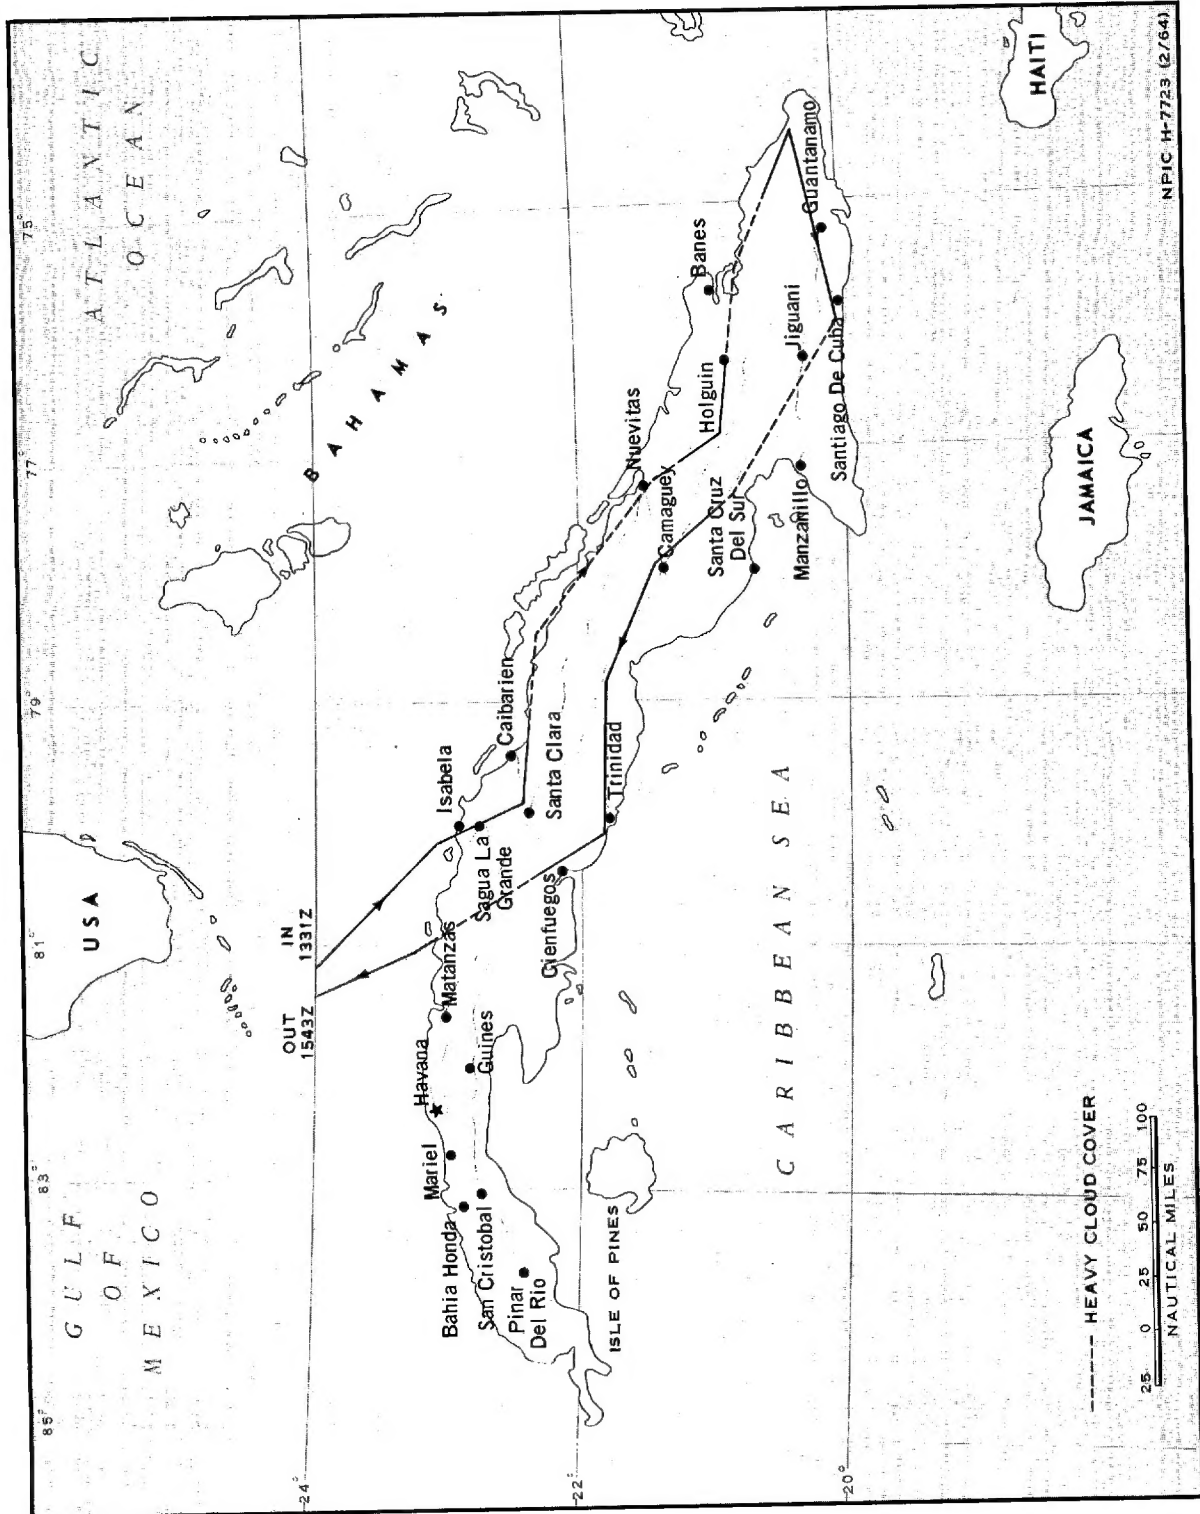 GULF
OF
MEXICO
ATLANTIC
OCEAN
USA
BAHAMAS
85°
83°
81°
79°
77°
75°
24°
22°
20°
OUT
1543Z
IN
1331Z
Havana
Matanzas
Mariel
Guines
Bahia Honda
San Cristobal
Pinar
Del Rio
ISLE OF PINES
Isabela
Sagua La
Grande
Caibarien
Santa Clara
Cienfuegos
Trinidad
Nuevitas
Camaguey
Santa Cruz
Del Sur
Holguin
Banes
Manzanillo
Jiguani
Santiago De Cuba
Guantanamo
CARIBBEAN SEA
JAMAICA
HAITI
HEAVY CLOUD COVER
25 0 25 50 75 100
NAUTICAL MILES
NPIC H-7723 (2/64)